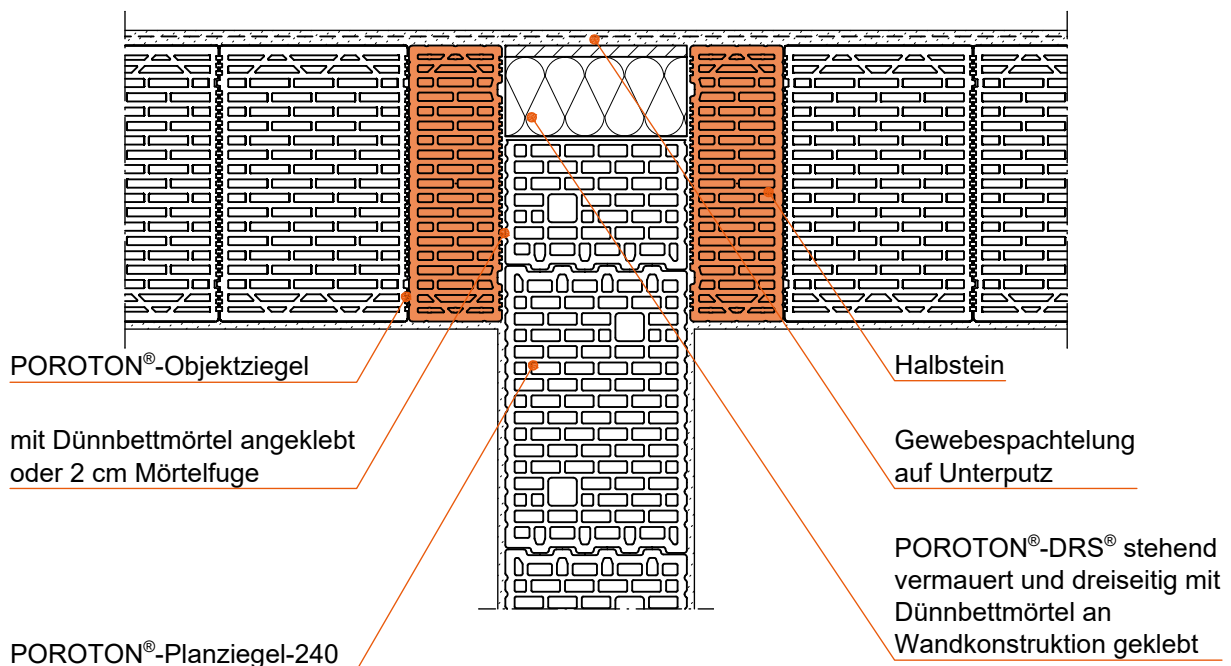 POROTON®-Objektziegel
mit Dünnbettmörtel angeklebt
oder 2 cm Mörtelfuge
POROTON®-Planziegel-240
Halbstein
Gewebespachtelung
auf Unterputz
POROTON®-DRS® stehend
vermauert und dreiseitig mit
Dünnbettmörtel an
Wandkonstruktion geklebt